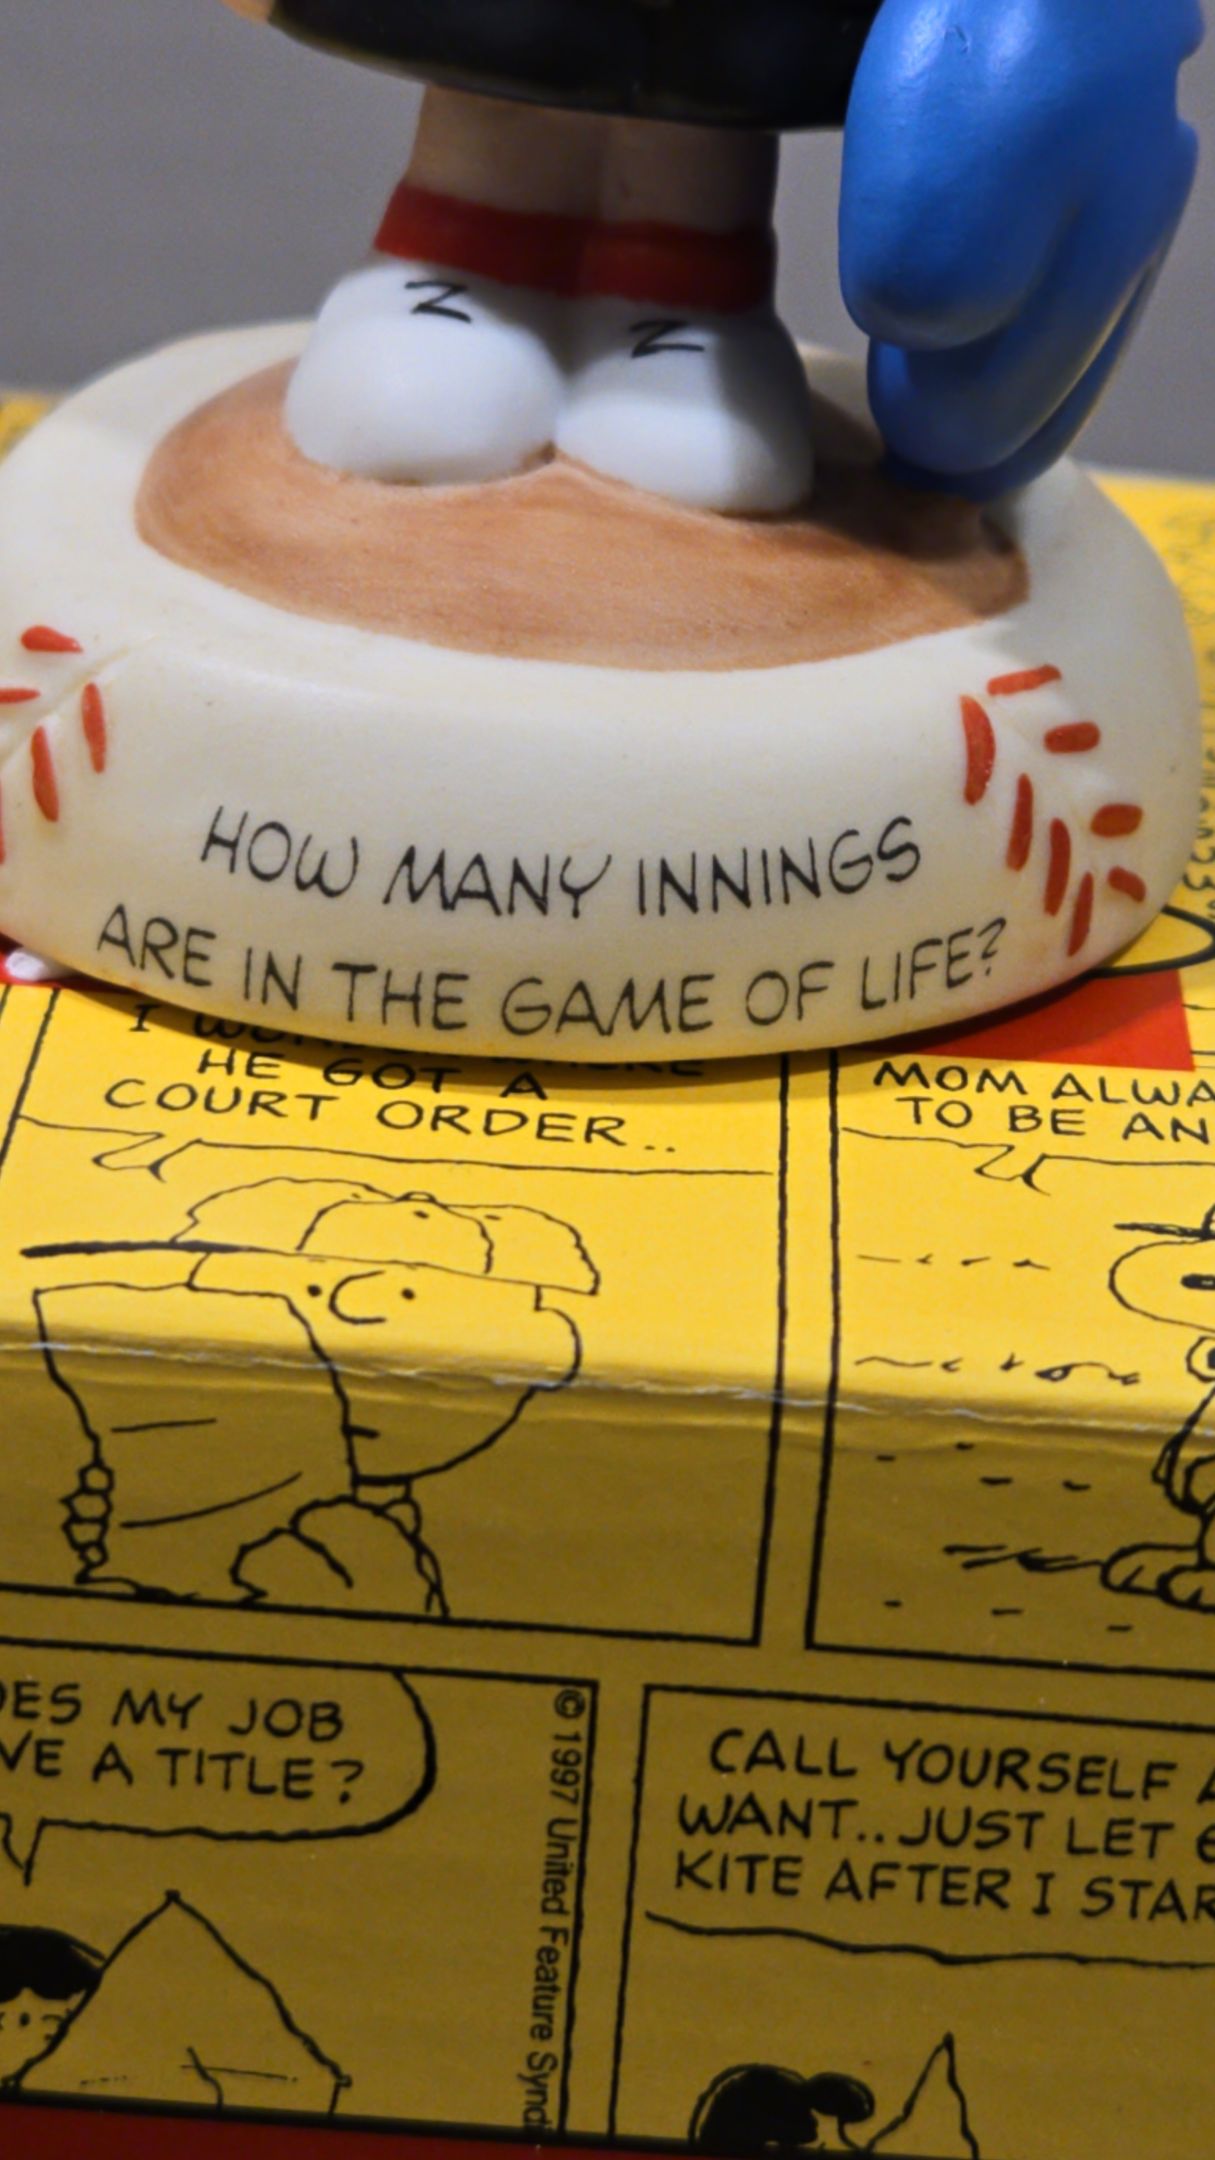 HOW MANY INNINGS
ARE IN THE GAME OF LIFE?
I
HE GOT A
COURT ORDER..
MOM ALWA
TO BE AN
DES MY JOB
VE A TITLE?
© 1997 United Feature Synd
CALL YOURSELF A
WANT..JUST LET
KITE AFTER I STAR